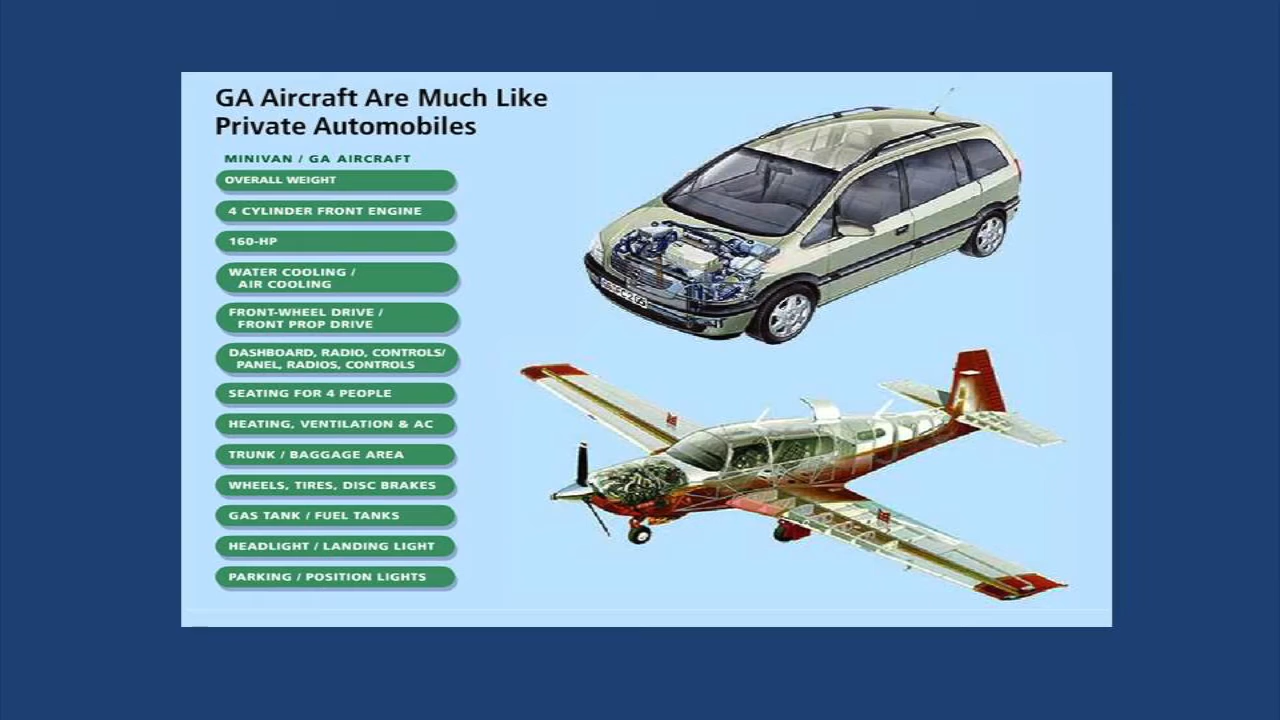 GA Aircraft Are Much Like
Private Automobiles
MINIVAN / GA AIRCRAFT
OVERALL WEIGHT
4 CYLINDER FRONT ENGINE
160-HP
WATER COOLING /
AIR COOLING
FRONT-WHEEL DRIVE /
FRONT PROP DRIVE
DASHBOARD, RADIO, CONTROLS/
PANEL, RADIOS, CONTROLS
SEATING FOR 4 PEOPLE
HEATING, VENTILATION & AC
TRUNK / BAGGAGE AREA
WHEELS, TIRES, DISC BRAKES
GAS TANK / FUEL TANKS
HEADLIGHT / LANDING LIGHT
PARKING / POSITION LIGHTS